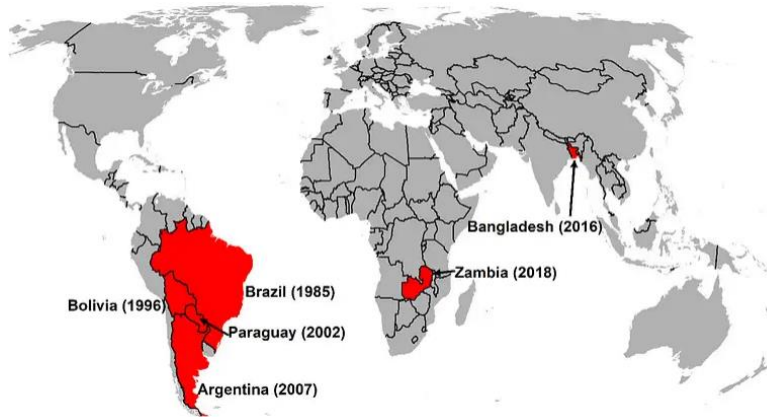 Bangladesh (2016)
Zambia (2018)
Brazil (1985)
Bolivia (1996)
Paraguay (2002)
Argentina (2007)